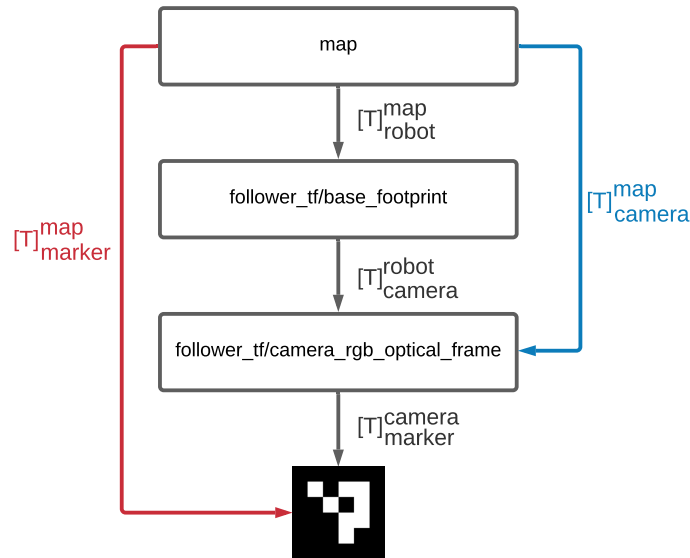 map
[T]map
robot
follower_tf/base_footprint
[T]map
camera
[T]map
marker
[T]robot
camera
follower_tf/camera_rgb_optical_frame
[T]camera
marker